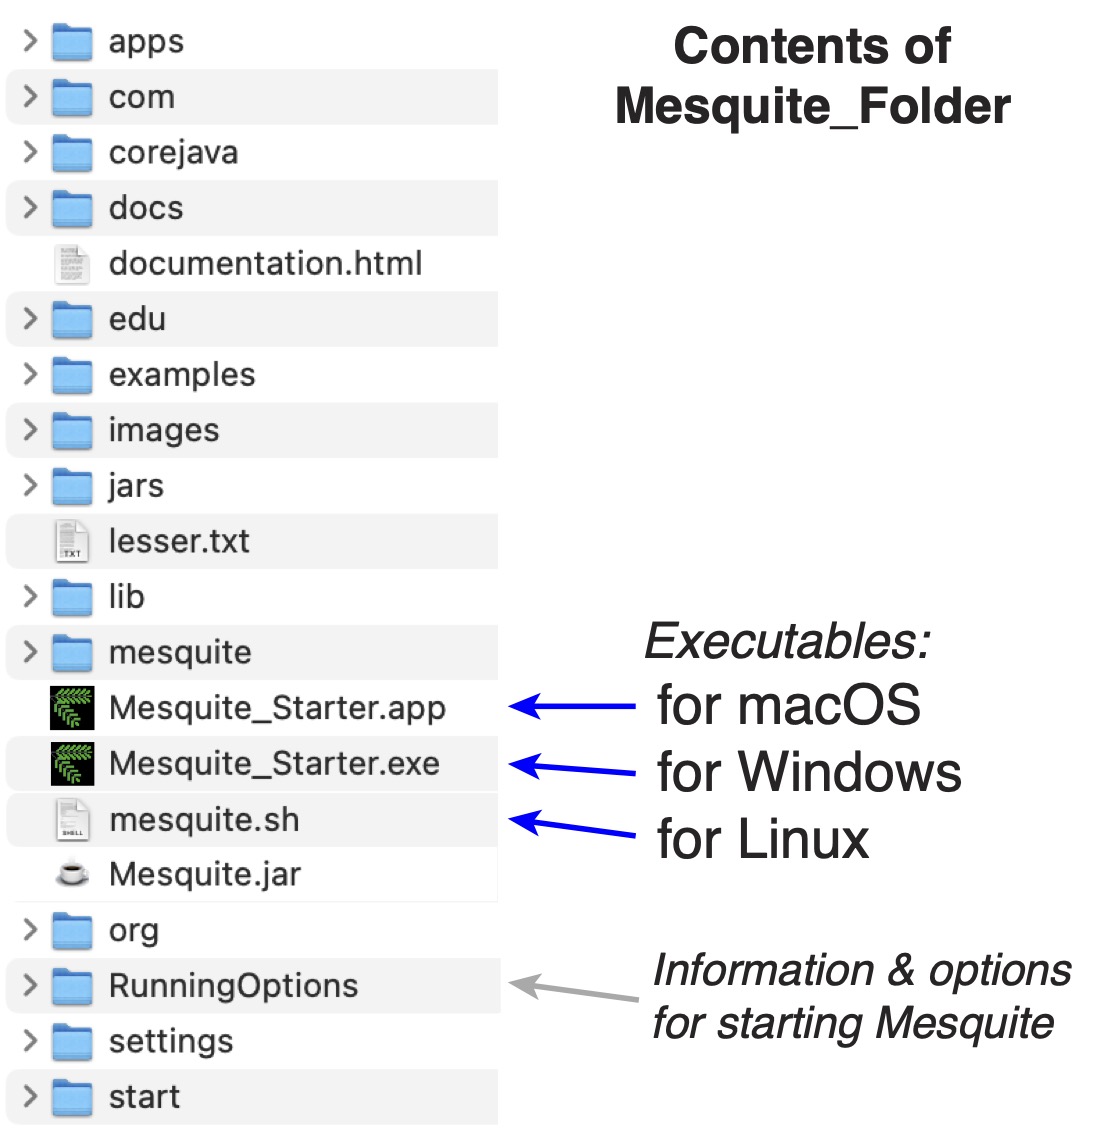 Contents of
Mesquite_Folder
apps
com
corejava
docs
documentation.html
edu
examples
images
jars
TXT
lesser.txt
lib
mesquite
Mesquite_Starter.app
Mesquite_Starter.exe
SHELL
mesquite.sh
Mesquite.jar
org
RunningOptions
settings
start
Executables:
for macOS
for Windows
for Linux
Information & options
for starting Mesquite